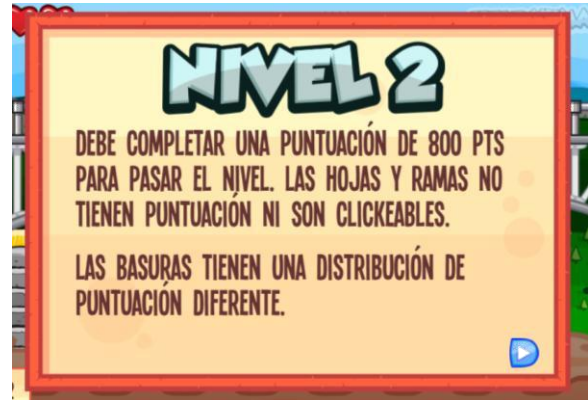 NIVEL 2
DEBE COMPLETAR UNA PUNTUACIÓN DE 800 PTS
PARA PASAR EL NIVEL. LAS HOJAS Y RAMAS NO
TIENEN PUNTUACIÓN NI SON CLICKEABLES.
LAS BASURAS TIENEN UNA DISTRIBUCIÓN DE
PUNTUACIÓN DIFERENTE.